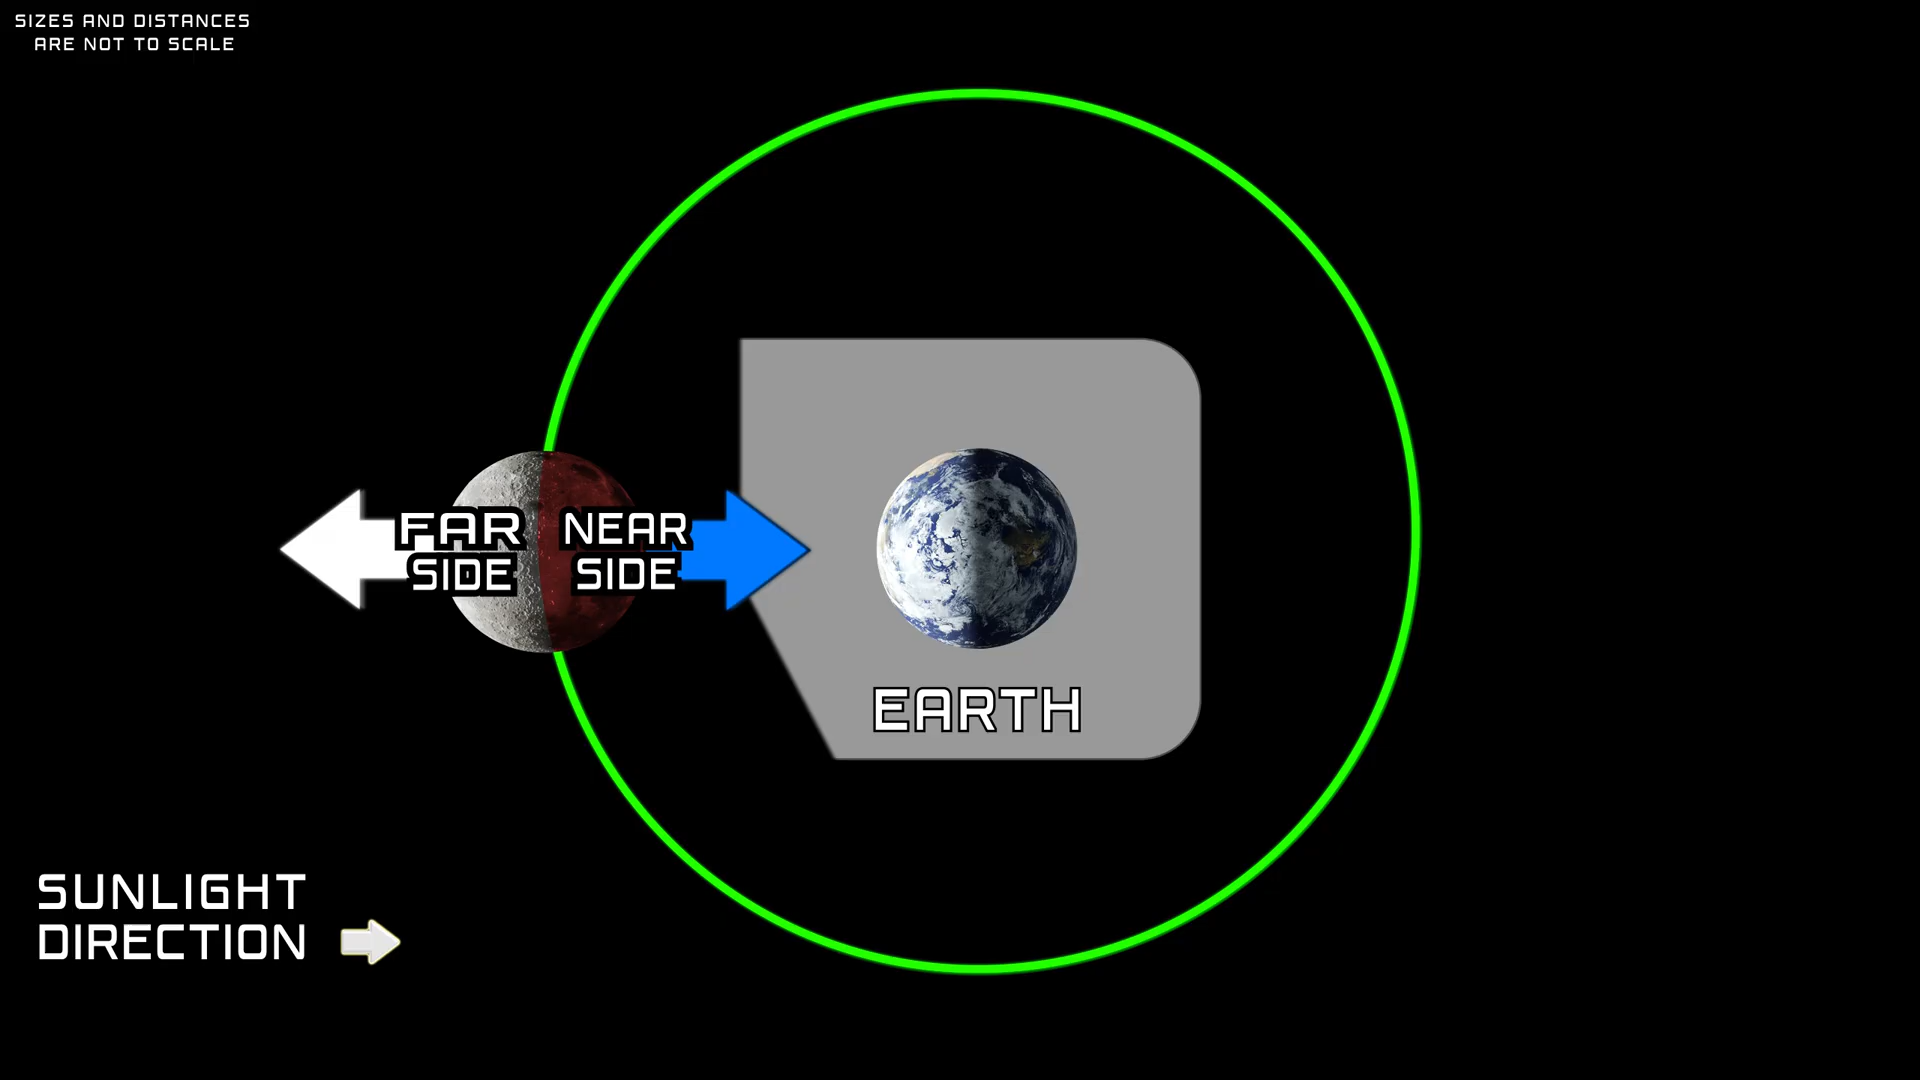 SIZES AND DISTANCES
ARE NOT TO SCALE
FAR
SIDE
NEAR
SIDE
EARTH
SUNLIGHT
DIRECTION